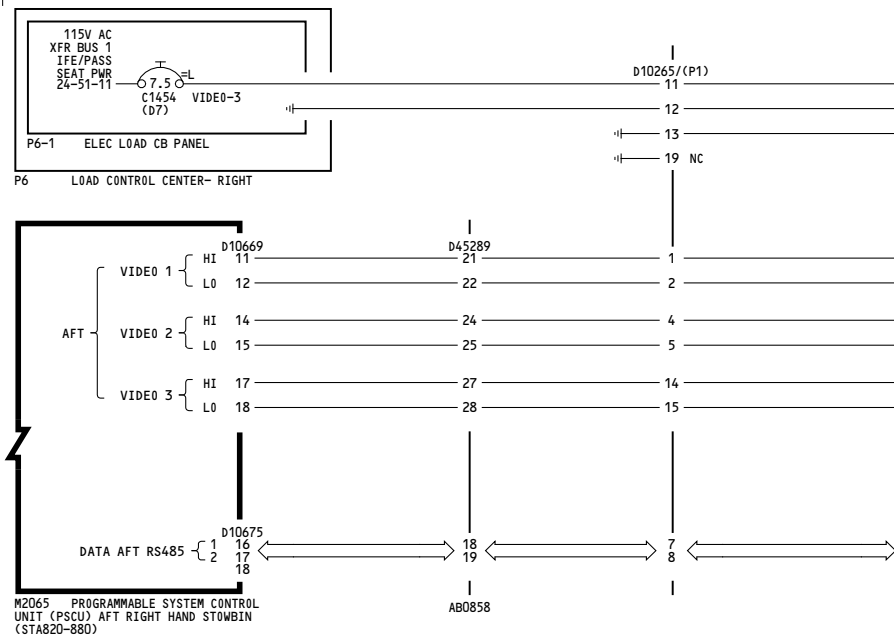 115V AC
XFR BUS 1
IFE/PASS
SEAT PWR
24-51-11
7.5
=L
C1454
(D7)
VIDEO-3
P6-1 ELEC LOAD CB PANEL
P6 LOAD CONTROL CENTER- RIGHT
D10265/(P1)
11
12
13
19 NC
D10669 D45289
AFT
VIDEO 1 HI 11 21 1
LO 12 22 2
VIDEO 2 HI 14 24 4
LO 15 25 5
VIDEO 3 HI 17 27 14
LO 18 28 15
D10675
DATA AFT RS485 1 16 18 7
2 17 19 8
18
M2065 PROGRAMMABLE SYSTEM CONTROL
UNIT (PSCU) AFT RIGHT HAND STOWBIN
(STA820-880)
AB0858